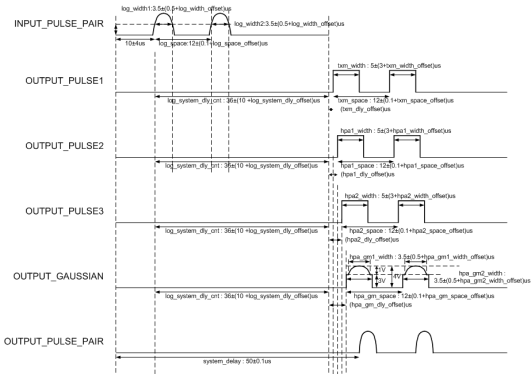 log_width1:3.5±(0.5+log_width_offset)us
log_width2:3.5±(0.5+log_width_offset)us
INPUT_PULSE_PAIR
10±4us
log_space:12±(0.1+log_space_offset)us
txm_width : 5±(3+txm_width_offset)us
OUTPUT_PULSE1
log_system_dly_cnt : 36±(10 +log_system_dly_offset)us
txm_space : 12±(0.1+txm_space_offset)us
(txm_dly_offset)us
hpa1_width : 5±(3+hpa1_width_offset)us
OUTPUT_PULSE2
log_system_dly_cnt : 36±(10 +log_system_dly_offset)us
hpa1_space : 12±(0.1+hpa1_space_offset)us
(hpa1_dly_offset)us
hpa2_width : 5±(3+hpa2_width_offset)us
OUTPUT_PULSE3
log_system_dly_cnt : 36±(10 +log_system_dly_offset)us
hpa2_space : 12±(0.1+hpa2_space_offset)us
(hpa2_dly_offset)us
hpa_gm1_width : 3.5±(0.5+hpa_gm1_width_offset)us
OUTPUT_GAUSSIAN
1V
4V
3V
hpa_gm2_width :
3.5±(0.5+hpa_gm2_width_offset)us
log_system_dly_cnt : 36±(10 +log_system_dly_offset)us
hpa_gm_space : 12±(0.1+hpa_gm_space_offset)us
(hpa_gm_dly_offset)us
OUTPUT_PULSE_PAIR
system_delay : 50±0.1us